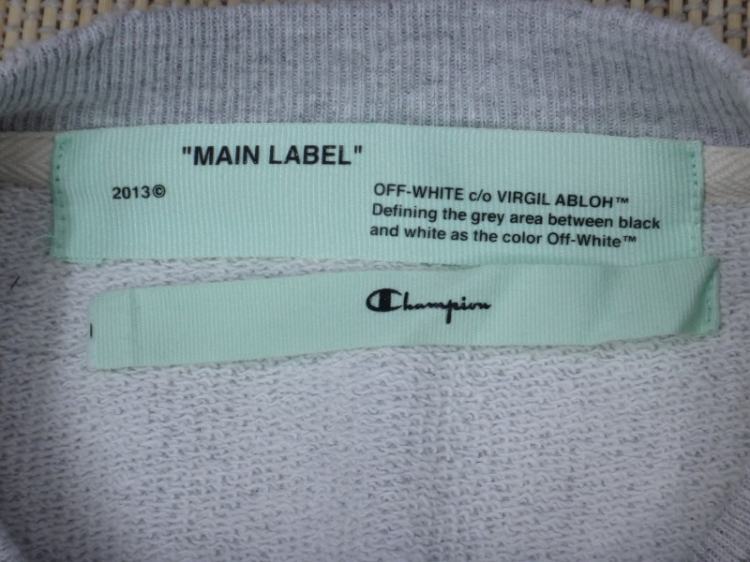 "MAIN LABEL"
2013©
OFF-WHITE c/o VIRGIL ABLOH™
Defining the grey area between black
and white as the color Off-White™
Champion